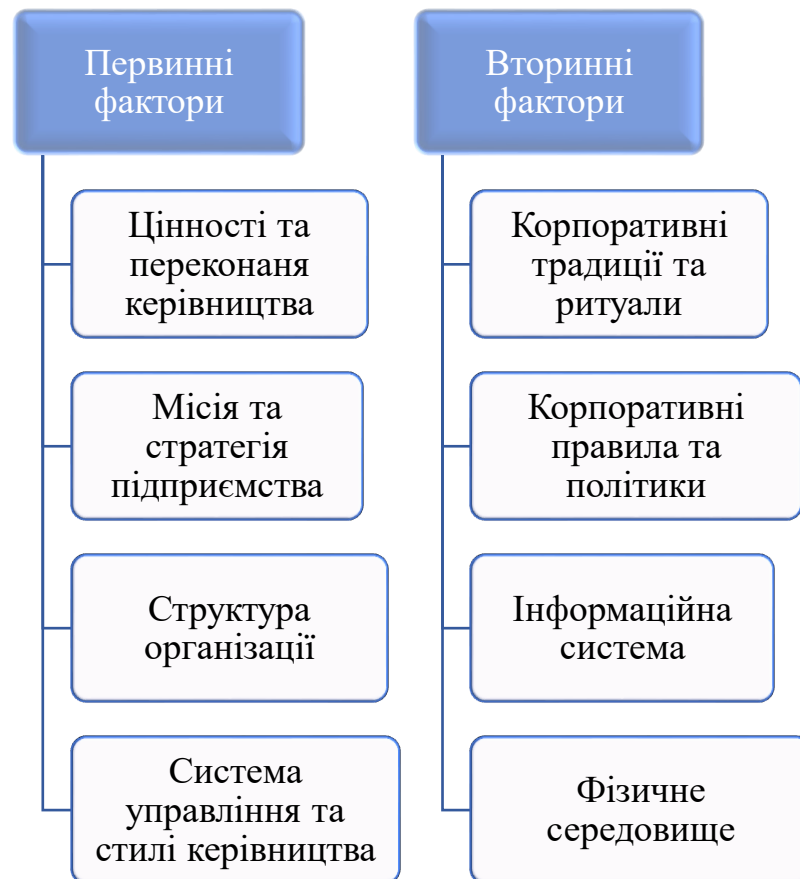 Первинні
фактори
Цінності та
переконаня
керівництва
Місія та
стратегія
підприємства
Структура
організації
Система
управління та
стилі керівництва
Вторинні
фактори
Корпоративні
традиції та
ритуали
Корпоративні
правила та
політики
Інформаційна
система
Фізичне
середовище